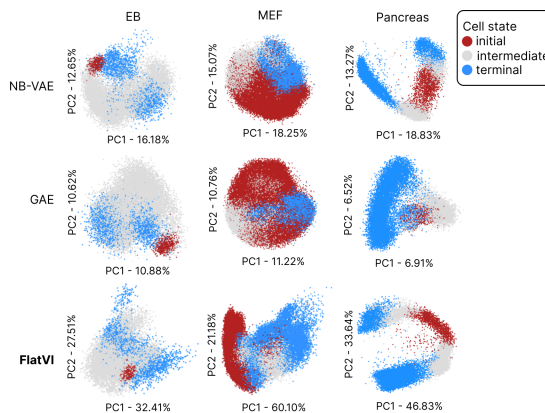 EB
MEF
Pancreas
Cell state
initial
intermediate
terminal
NB-VAE
PC2 - 12.65%
PC1 - 16.18%
PC2 - 15.07%
PC1 - 18.25%
PC2 - 13.27%
PC1 - 18.83%
GAE
PC2 - 10.62%
PC1 - 10.88%
PC2 - 10.76%
PC1 - 11.22%
PC2 - 6.52%
PC1 - 6.91%
FlatVI
PC2 - 27.51%
PC1 - 32.41%
PC2 - 21.18%
PC1 - 60.10%
PC2 - 33.64%
PC1 - 46.83%